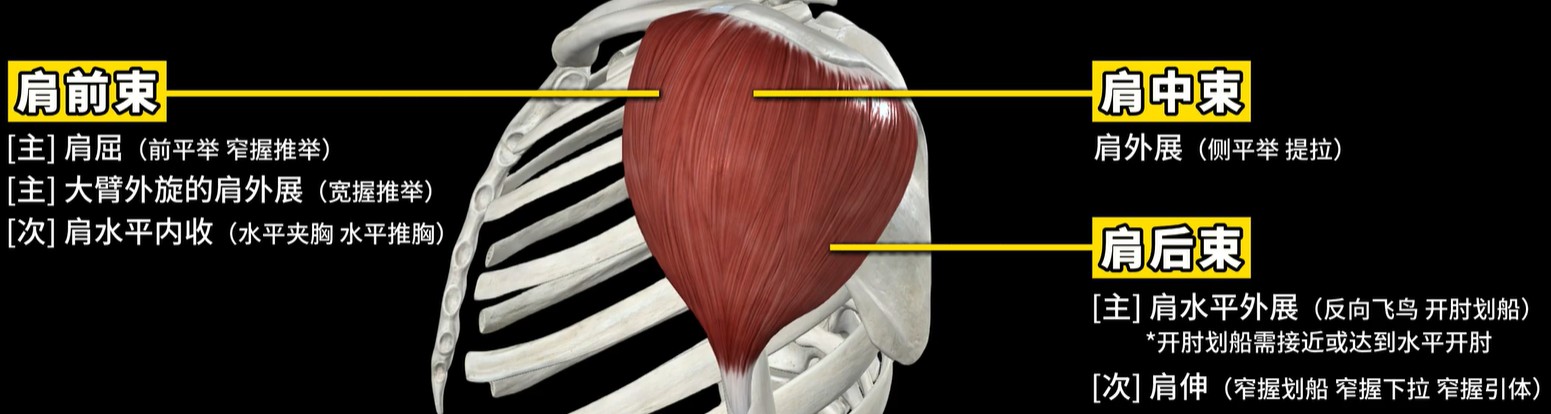 肩前束
[主] 肩屈（前平举 窄握推举）
[主] 大臂外旋的肩外展（宽握推举）
[次] 肩水平内收（水平夹胸 水平推胸）
肩中束
肩外展（侧平举 提拉）
肩后束
[主] 肩水平外展（反向飞鸟 开肘划船）
*开肘划船需接近或达到水平开肘
[次] 肩伸（窄握划船 窄握下拉 窄握引体）